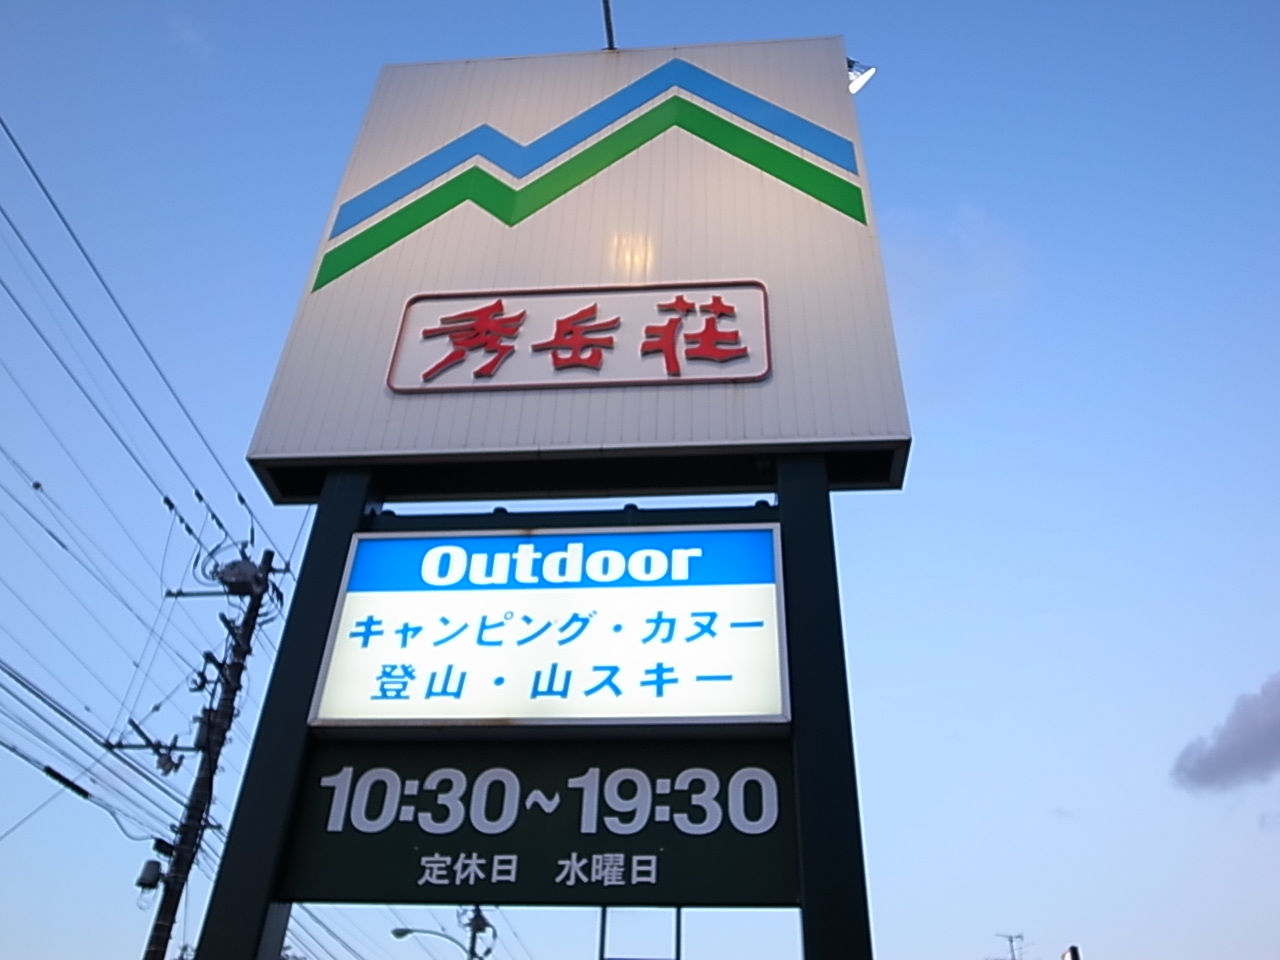 秀岳荘
Outdoor
キャンピング・カヌー
登山・山スキー
10:30~19:30
定休日　水曜日